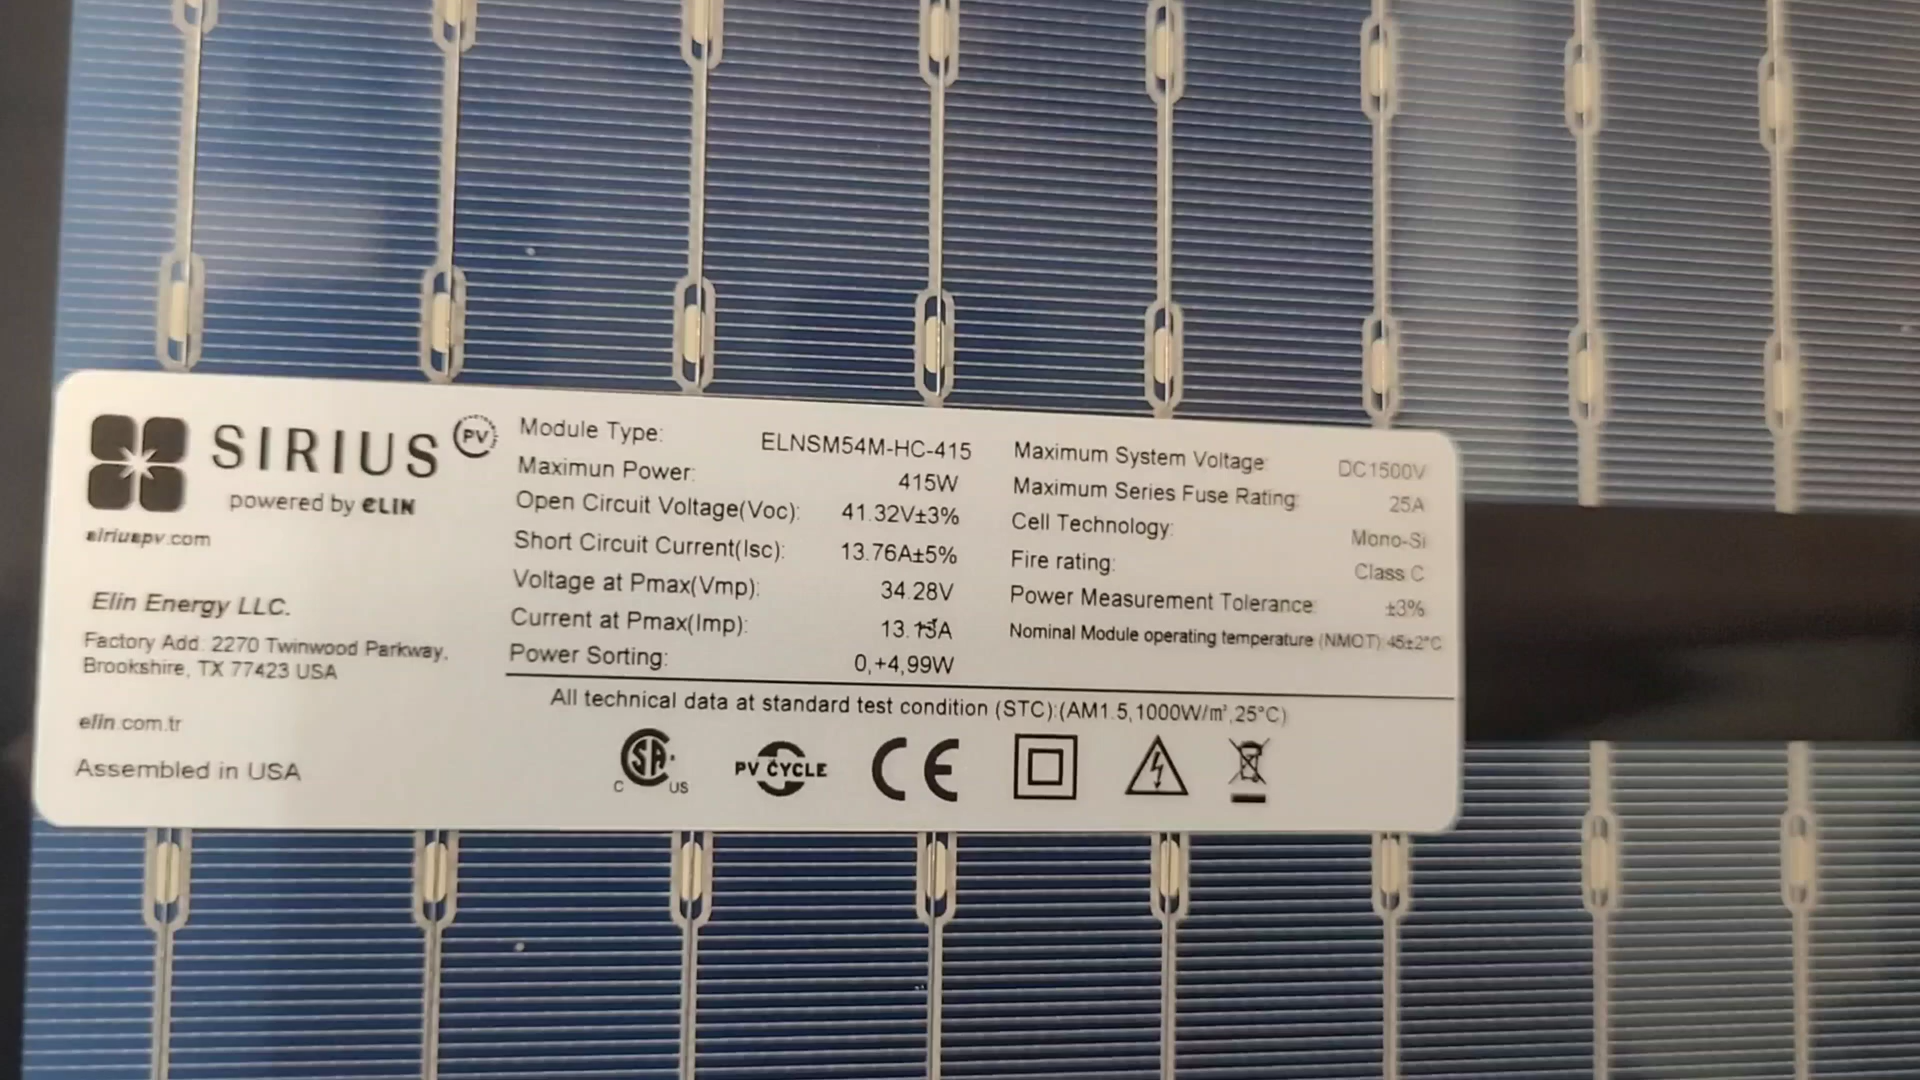 SIRIUS PV
powered by ELIN
siriuspv.com
Elin Energy LLC.
Factory Add: 2270 Twinwood Parkway,
Brookshire, TX 77423 USA
elin.com.tr
Assembled in USA
Module Type: ELNSM54M-HC-415
Maximun Power: 415W
Open Circuit Voltage(Voc): 41.32V±3%
Short Circuit Current(Isc): 13.76A±5%
Voltage at Pmax(Vmp): 34.28V
Current at Pmax(Imp):
Power Sorting: 0,+4,99W
Maximum System Voltage: DC1500V
Maximum Series Fuse Rating: 25A
Cell Technology: Mono-Si
Fire rating: Class C
Power Measurement Tolerance: ±3%
Nominal Module operating temperature (NMOT): 45±2°C
All technical data at standard test condition (STC):(AM1.5,1000W/m²,25°C)
C SA US
PV CYCLE
CE